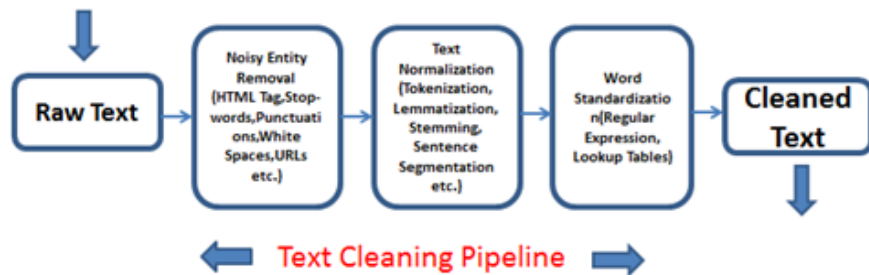 Raw Text
Noisy Entity
Removal
(HTML Tag,Stop-
words,Punctuati
ons,White
Spaces,URLs
etc.)
Text
Normalization
(Tokenization,
Lemmatization,
Stemming,
Sentence
Segmentation
etc.)
Word
Standardizatio
n(Regular
Expression,
Lookup Tables)
Cleaned
Text
Text Cleaning Pipeline